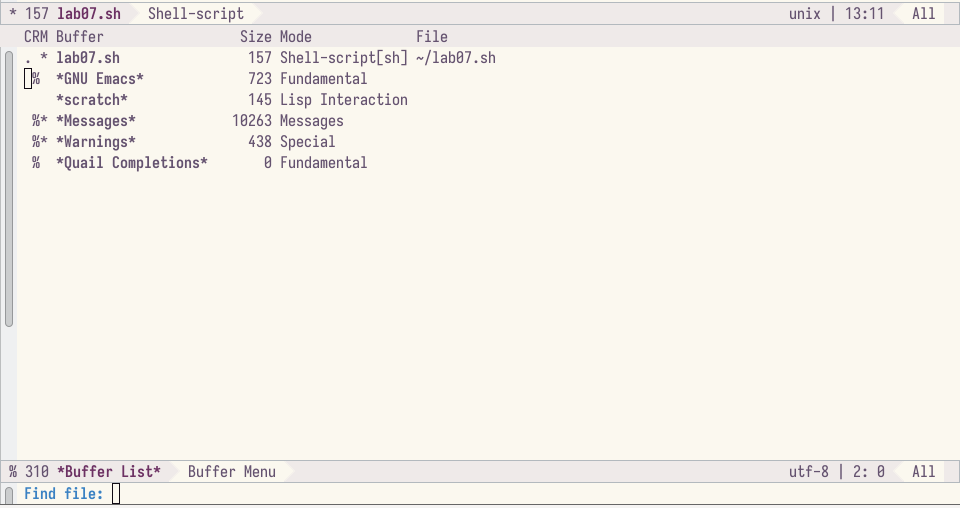 * 157 lab07.sh Shell-script unix | 13:11 All
CRM Buffer Size Mode File
. * lab07.sh 157 Shell-script[sh] ~/lab07.sh
% *GNU Emacs* 723 Fundamental
*scratch* 145 Lisp Interaction
%* *Messages* 10263 Messages
%* *Warnings* 438 Special
% *Quail Completions* 0 Fundamental
% 310 *Buffer List* Buffer Menu utf-8 | 2: 0 All
Find file: